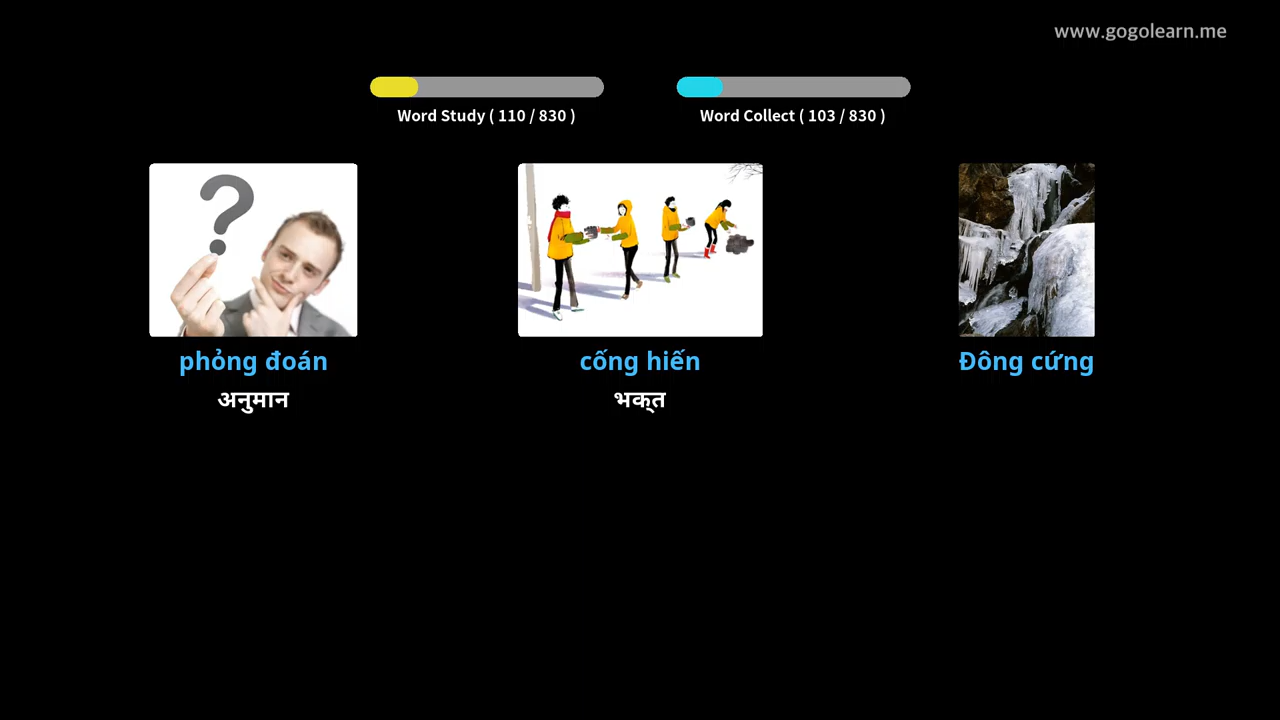 www.gogolearn.me
Word Study ( 110 / 830 )
Word Collect ( 103 / 830 )
phỏng đoán
cống hiến
Đông cứng
अनुमान
भक्त